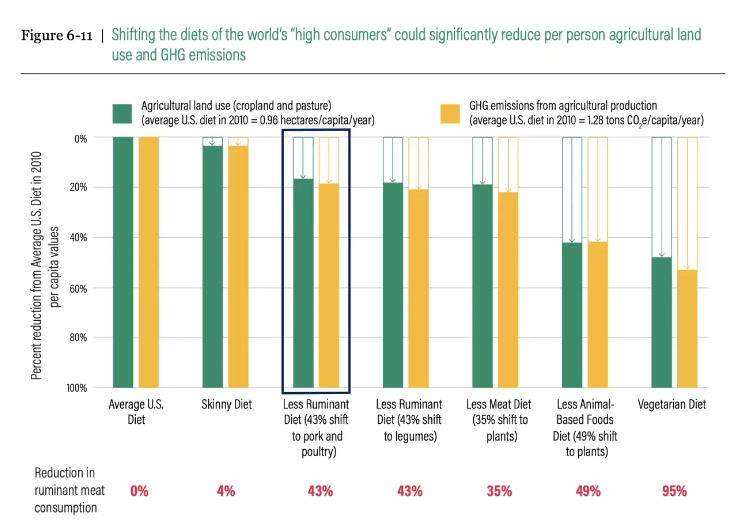 Figure 6-11 | Shifting the diets of the world's "high consumers" could significantly reduce per person agricultural land
use and GHG emissions
Agricultural land use (cropland and pasture)
(average U.S. diet in 2010 = 0.96 hectares/capita/year)
GHG emissions from agricultural production
(average U.S. diet in 2010 = 1.28 tons CO2e/capita/year)
Percent reduction from Average U.S. Diet in 2010
per capita values
0%
20%
40%
60%
80%
100%
Average U.S.
Diet
Skinny Diet
Less Ruminant
Diet (43% shift
to pork and
poultry)
Less Ruminant
Diet (43% shift
to legumes)
Less Meat Diet
(35% shift to
plants)
Less Animal-
Based Foods
Diet (49% shift
to plants)
Vegetarian Diet
Reduction in
ruminant meat
consumption
0%
4%
43%
43%
35%
49%
95%